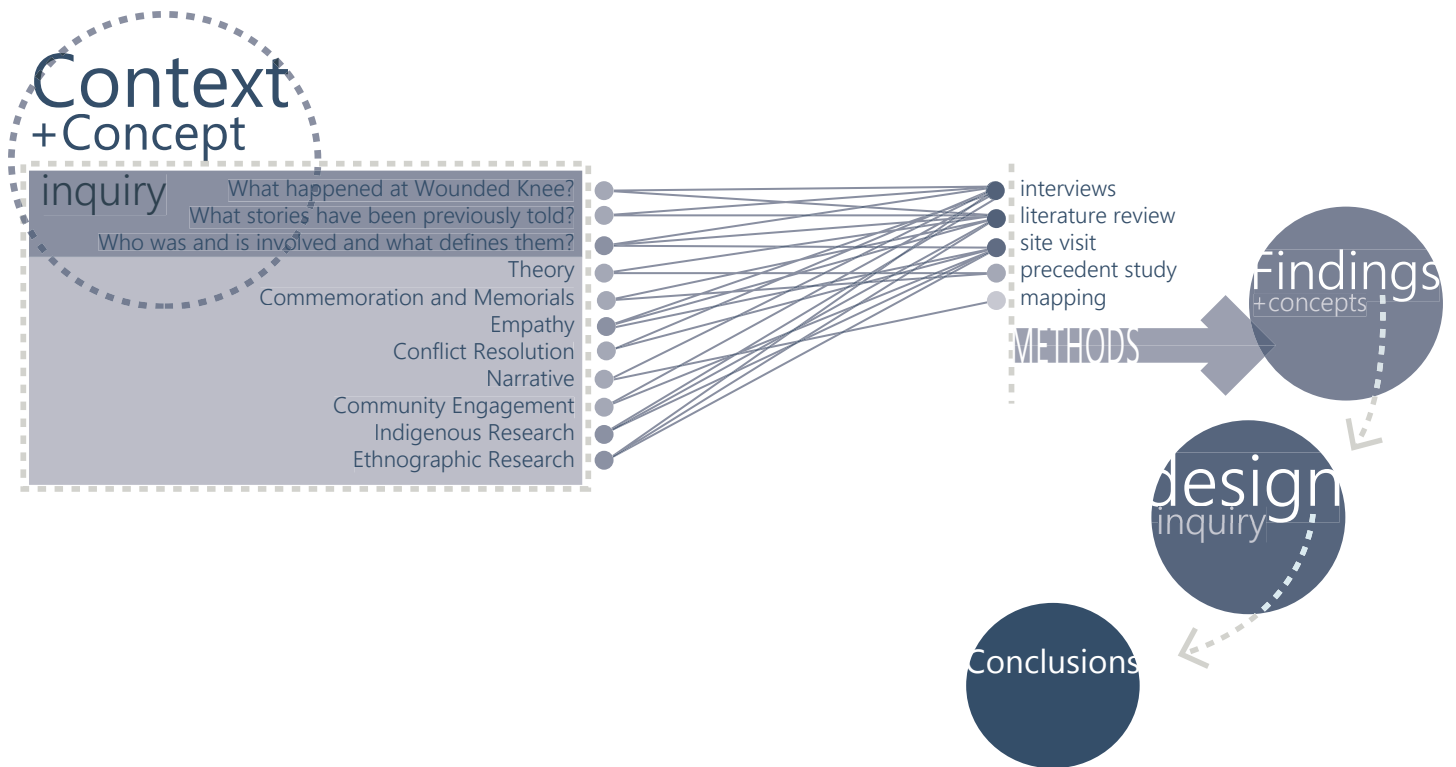 Context
+Concept
inquiry
What happened at Wounded Knee?
What stories have been previously told?
Who was and is involved and what defines them?
Theory
Commemoration and Memorials
Empathy
Conflict Resolution
Narrative
Community Engagement
Indigenous Research
Ethnographic Research
interviews
literature review
site visit
precedent study
mapping
METHODS
Findings
+concepts
design
inquiry
Conclusions